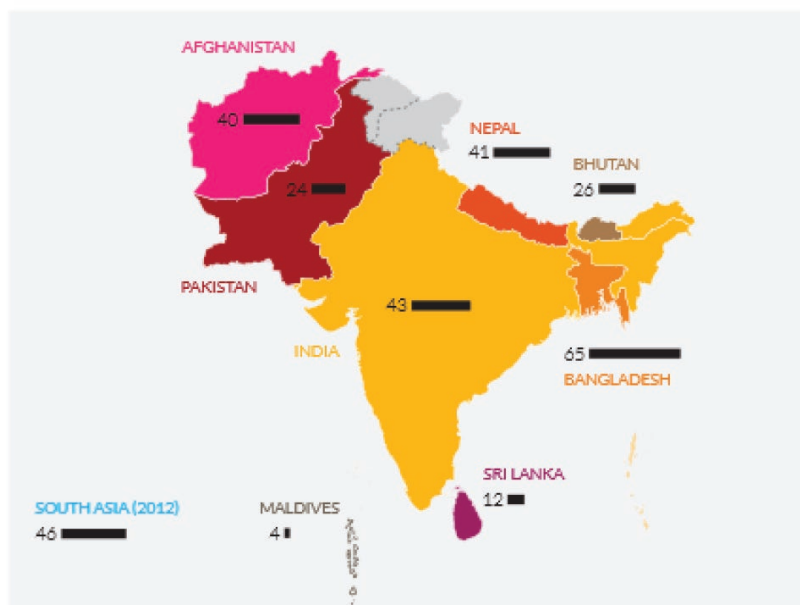 AFGHANISTAN
40
NEPAL
41
BHUTAN
26
24
PAKISTAN
43
INDIA
65
BANGLADESH
SRI LANKA
12
SOUTH ASIA (2012)
46
MALDIVES
4